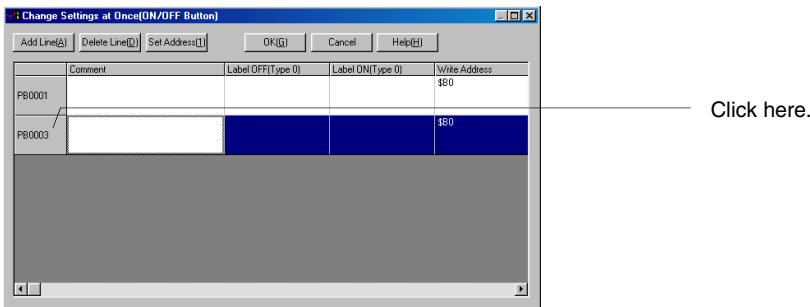 Change Settings at Once(ON/OFF Button)
Add Line(A) Delete Line(D) Set Address(1) OK(G) Cancel Help(H)
Comment Label OFF(Type 0) Label ON(Type 0) Write Address
PB0001 $B0
Click here.
PB0003 $B0